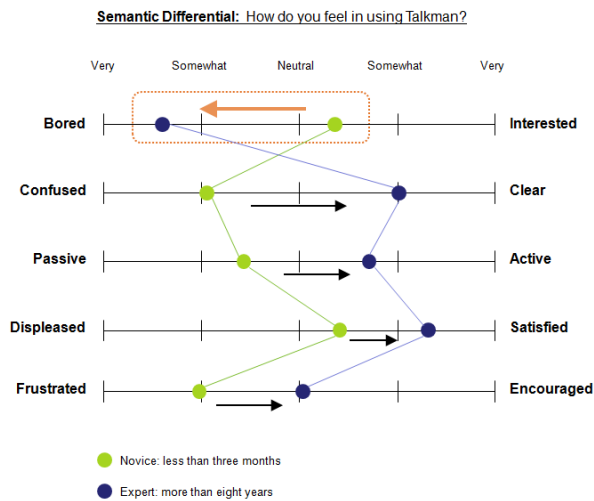 Semantic Differential: How do you feel in using Talkman?
Very Somewhat Neutral Somewhat Very
Bored Interested
Confused Clear
Passive Active
Displeased Satisfied
Frustrated Encouraged
Novice: less than three months
Expert: more than eight years